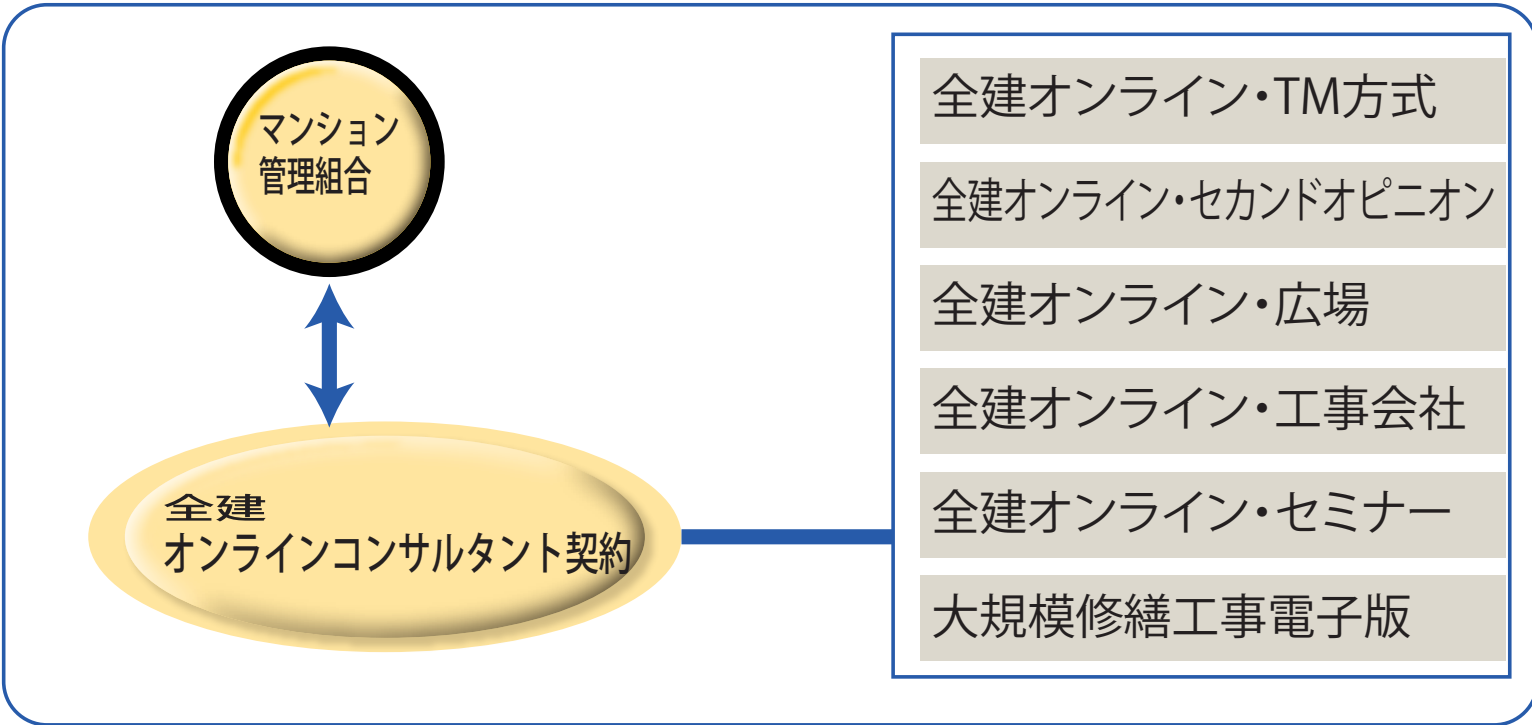 マンション
管理組合
全建
オンラインコンサルタント契約
全建オンライン・TM方式
全建オンライン・セカンドオピニオン
全建オンライン・広場
全建オンライン・工事会社
全建オンライン・セミナー
大規模修繕工事電子版